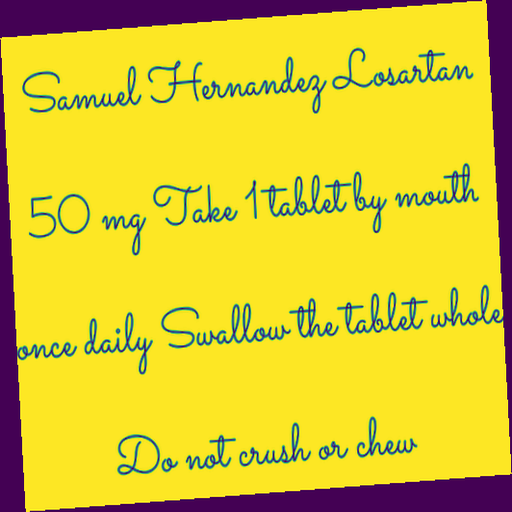 Samuel Hernandez Losartan
50 mg Take 1 tablet by mouth
once daily Swallow the tablet whole
Do not crush or chew